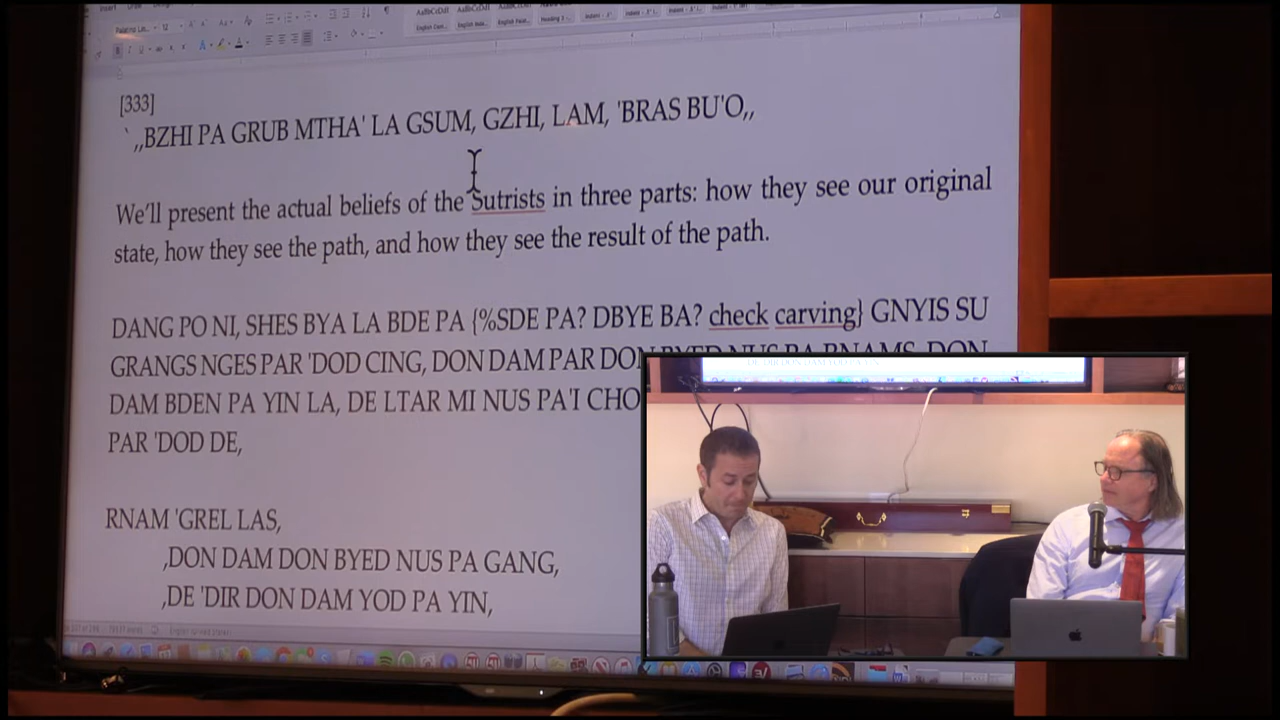 [333]
` ,,BZHI PA GRUB MTHA' LA GSUM, GZHI, LAM, 'BRAS BU'O,,
We'll present the actual beliefs of the Sutrists in three parts: how they see our original
state, how they see the path, and how they see the result of the path.
DANG PO NI, SHES BYA LA BDE PA {%SDE PA? DBYE BA? check carving} GNYIS SU
GRANGS NGES PAR 'DOD CING, DON DAM PAR DON BYED NUS PA RNAMS, DON
DAM BDEN PA YIN LA, DE LTAR MI NUS PA'I CHO
PAR 'DOD DE,
RNAM 'GREL LAS,
,DON DAM DON BYED NUS PA GANG,
,DE 'DIR DON DAM YOD PA YIN,